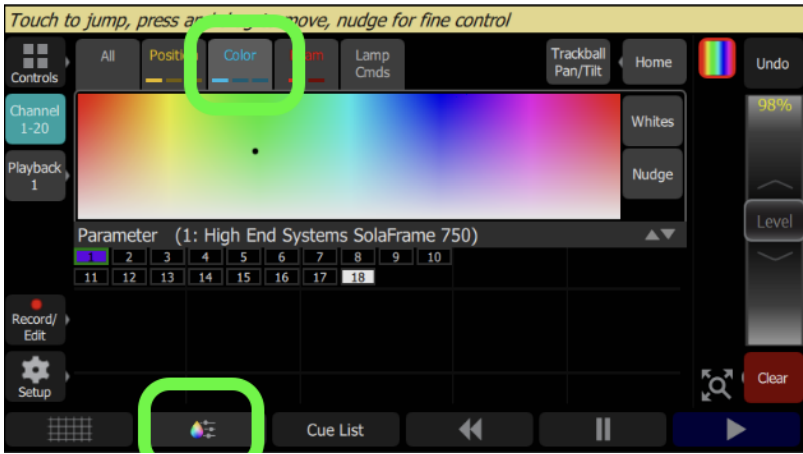 Touch to jump, press and drag to move, nudge for fine control
Controls
All
Position
Color
Beam
Lamp
Cmds
Trackball
Pan/Tilt
Home
Undo
Channel
1-20
Whites
98%
Playback
1
Nudge
Level
Parameter (1: High End Systems SolaFrame 750)
1 2 3 4 5 6 7 8 9 10
11 12 13 14 15 16 17 18
Record/
Edit
Setup
Clear
Cue List